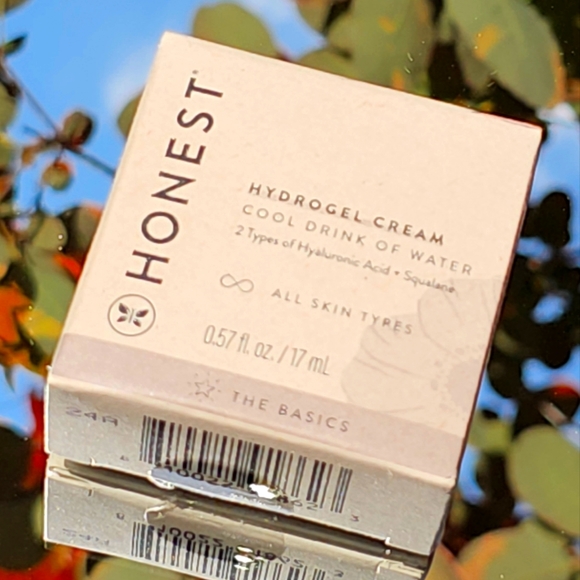 HONEST
HYDROGEL CREAM
COOL DRINK OF WATER
2 Types of Hyaluronic Acid + Squalane
ALL SKIN TYPES
0.57 fl. oz. / 17 mL
THE BASICS
24A